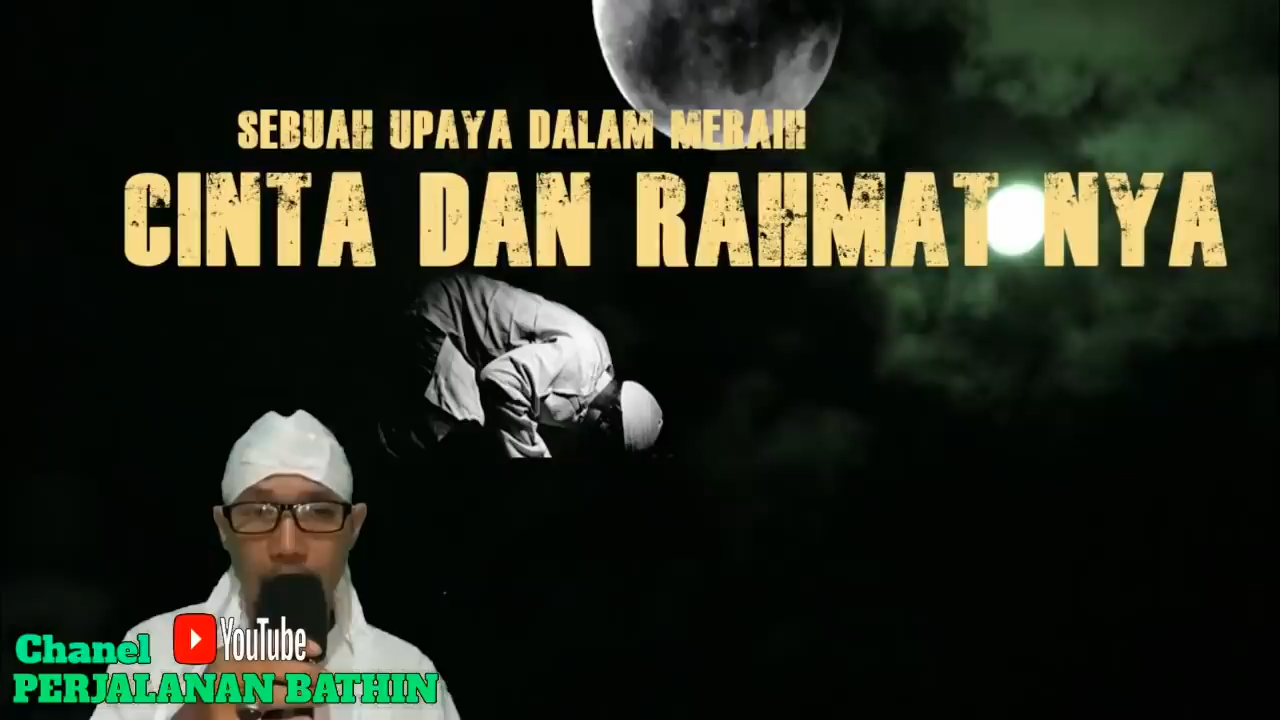 SEBUAH UPAYA DALAM MERAIH
CINTA DAN RAHMAT NYA
Chanel YouTube
PERJALANAN BATHIN